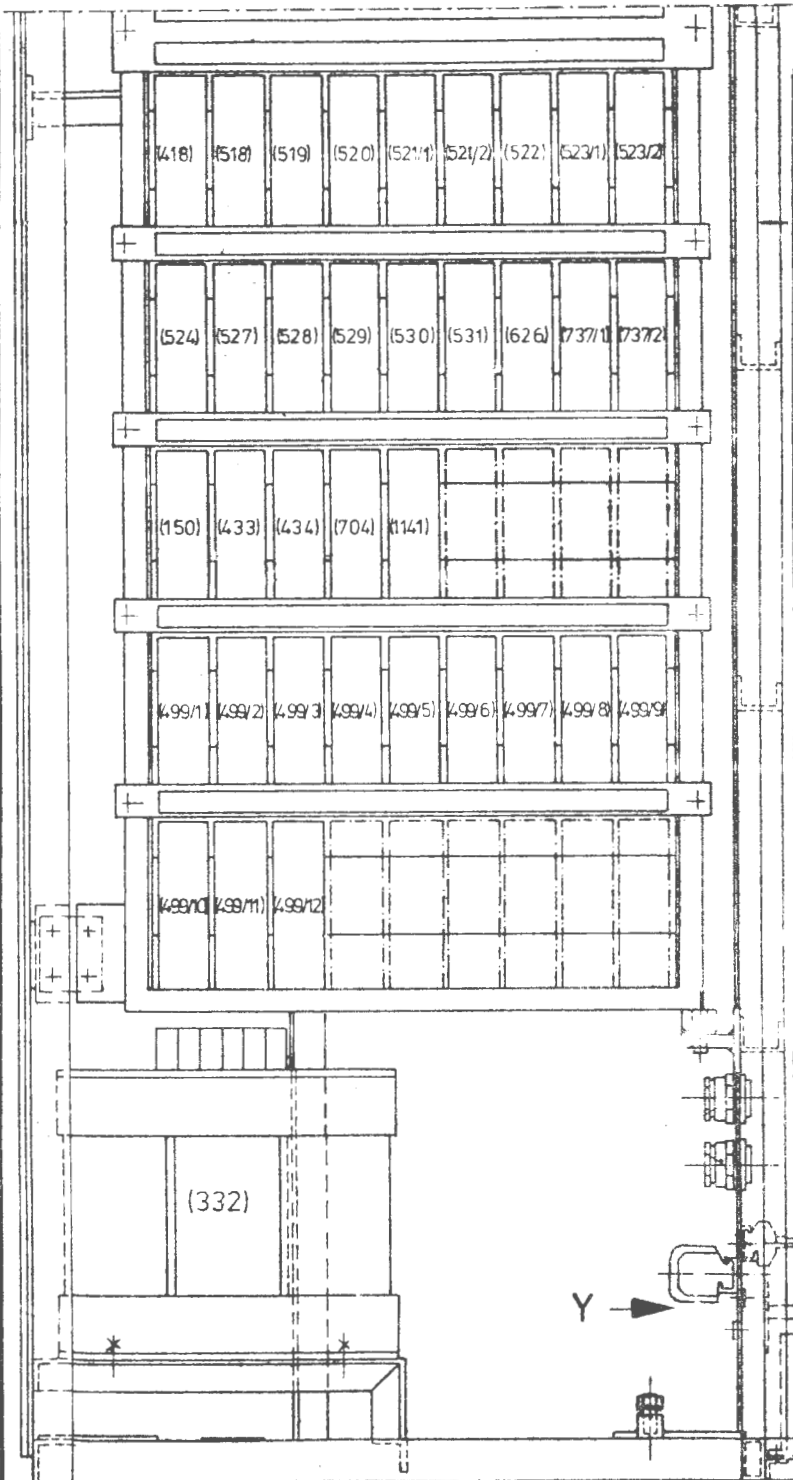 (418) (518) (519) (520) (521/1) (521/2) (522) (523/1) (523/2)
(524) (527) (528) (529) (530) (531) (626) (737/1) (737/2)
(150) (433) (434) (704) (1141)
(499/1) (499/2) (499/3) (499/4) (499/5) (499/6) (499/7) (499/8) (499/9)
(499/10) (499/11) (499/12)
(332)
Y